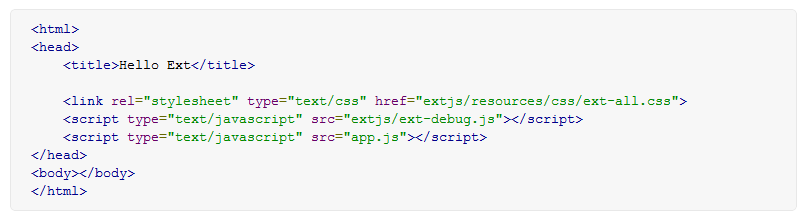 <html>
<head>
    <title>Hello Ext</title>

    <link rel="stylesheet" type="text/css" href="extjs/resources/css/ext-all.css">
    <script type="text/javascript" src="extjs/ext-debug.js"></script>
    <script type="text/javascript" src="app.js"></script>
</head>
<body></body>
</html>